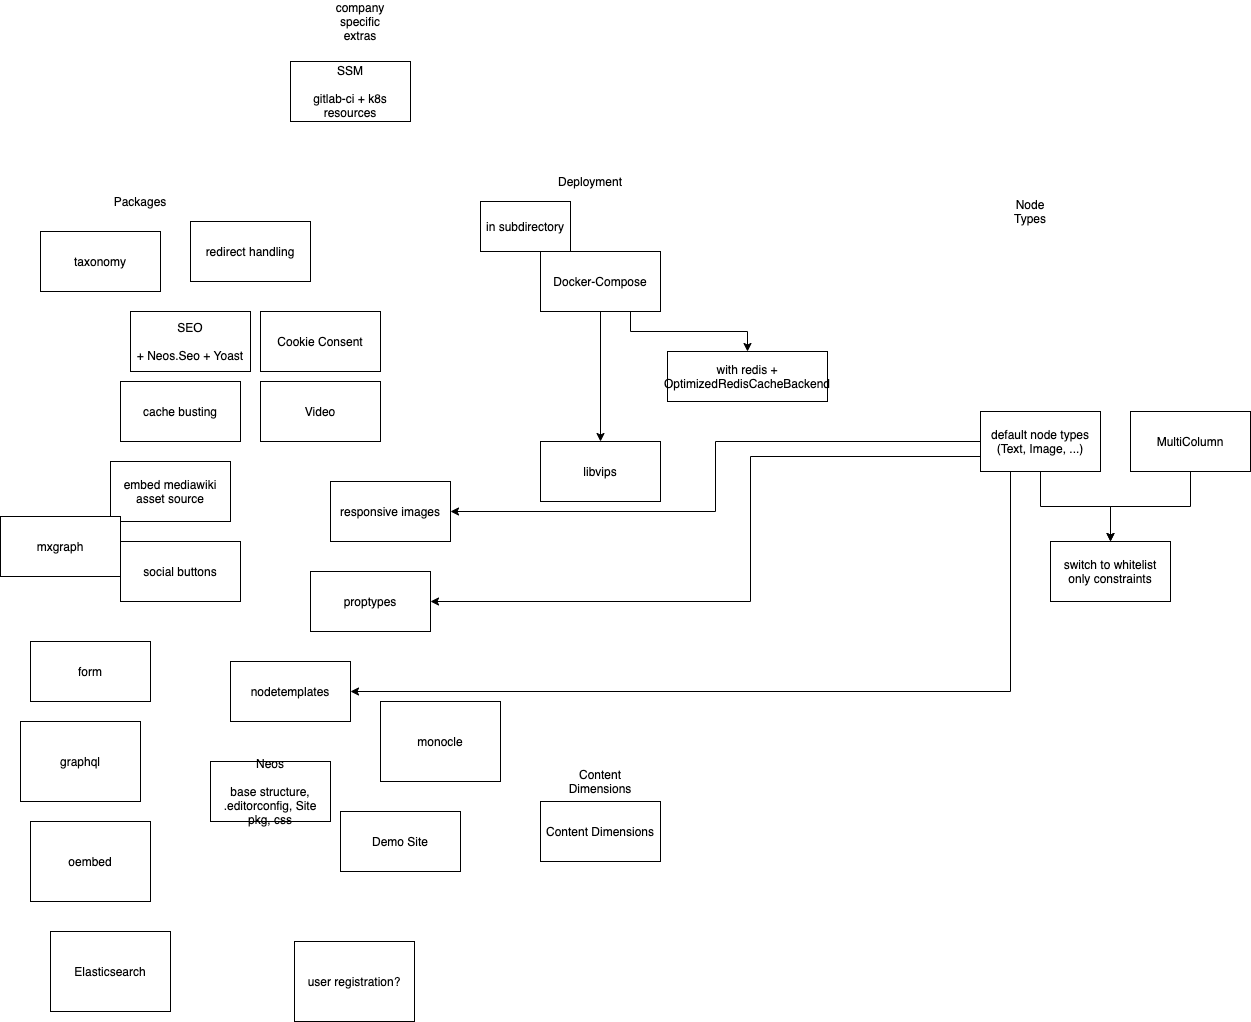 company
specific
extras
SSM
gitlab-ci + k8s
resources
Deployment
Packages
Node
Types
in subdirectory
redirect handling
taxonomy
Docker-Compose
SEO
+ Neos.Seo + Yoast
Cookie Consent
with redis +
OptimizedRedisCacheBackend
cache busting
Video
default node types
(Text, Image, ...)
MultiColumn
libvips
embed mediawiki
asset source
responsive images
mxgraph
social buttons
switch to whitelist
only constraints
proptypes
form
nodetemplates
monocle
graphql
Neos
base structure,
.editorconfig, Site
pkg, css
Content
Dimensions
Content Dimensions
Demo Site
oembed
Elasticsearch
user registration?